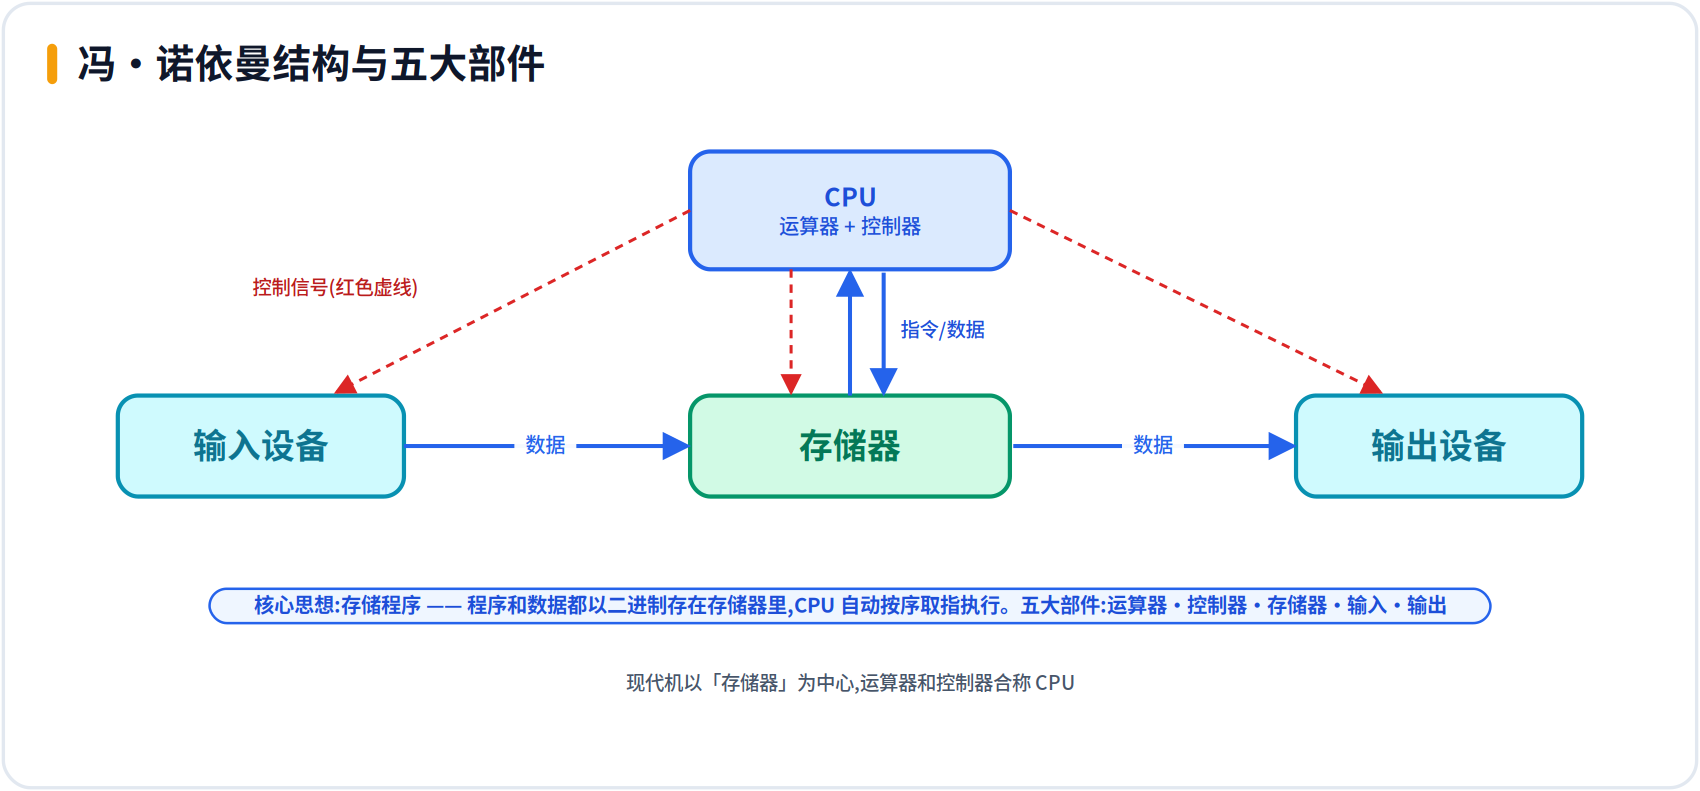 冯·诺依曼结构与五大部件
CPU
运算器 + 控制器
控制信号(红色虚线)
指令/数据
输入设备
数据
存储器
数据
输出设备
核心思想:存储程序 —— 程序和数据都以二进制存在存储器里,CPU 自动按序取指执行。五大部件:运算器·控制器·存储器·输入·输出
现代机以「存储器」为中心,运算器和控制器合称 CPU